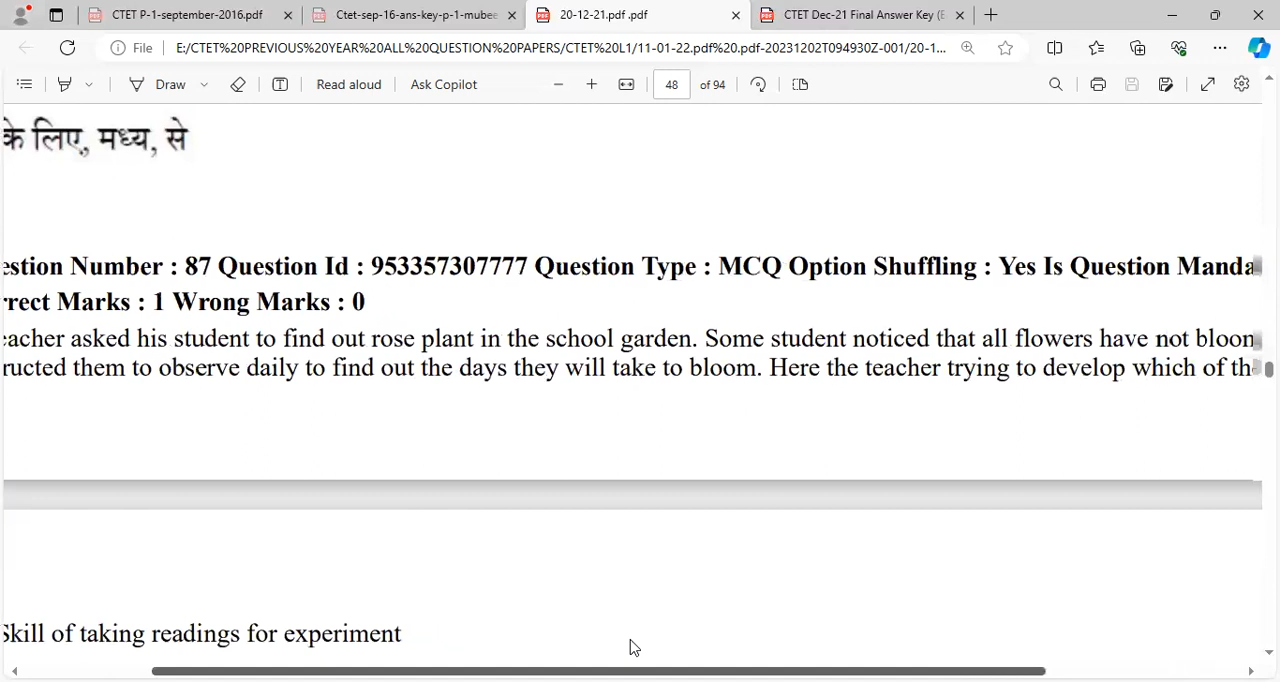 CTET P-1-september-2016.pdf
Ctet-sep-16-ans-key-p-1-mubee
20-12-21.pdf .pdf
CTET Dec-21 Final Answer Key (E
File
E:/CTET%20PREVIOUS%20YEAR%20ALL%20QUESTION%20PAPERS/CTET%20L1/11-01-22.pdf%20.pdf-20231202T094930Z-001/20-1...
Draw
Read aloud
Ask Copilot
48 of 94
के लिए, मध्य, से
estion Number : 87 Question Id : 953357307777 Question Type : MCQ Option Shuffling : Yes Is Question Manda
rrect Marks : 1 Wrong Marks : 0
eacher asked his student to find out rose plant in the school garden. Some student noticed that all flowers have not bloom
ructed them to observe daily to find out the days they will take to bloom. Here the teacher trying to develop which of th
Skill of taking readings for experiment